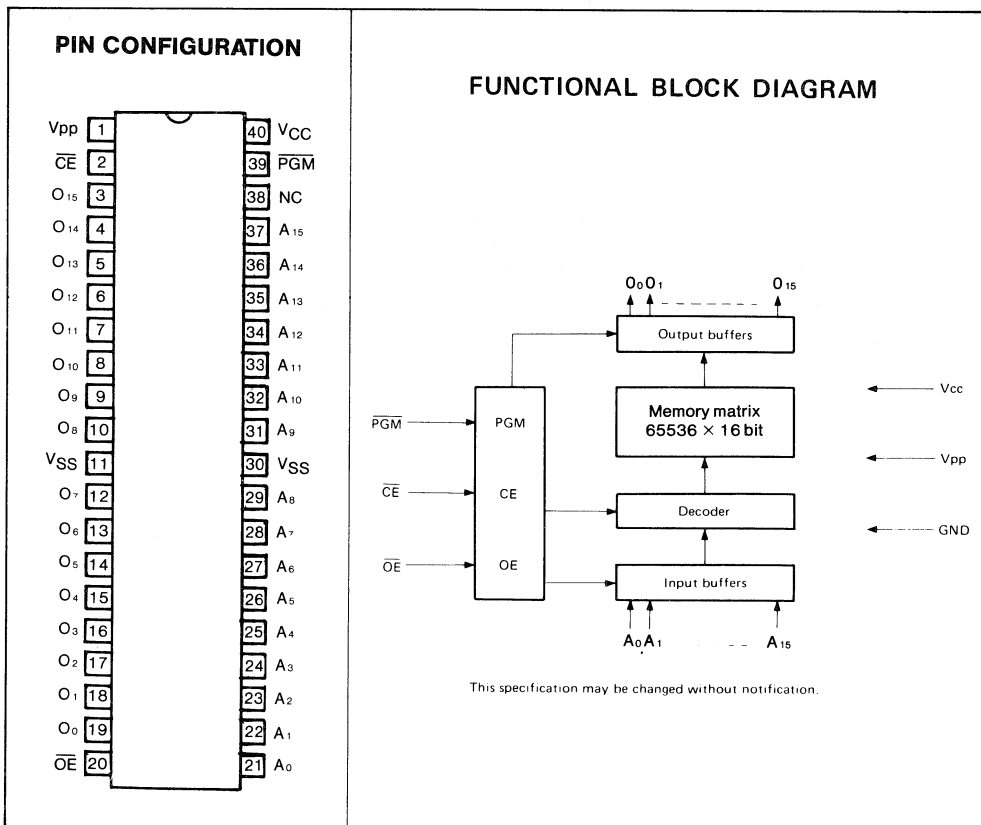 PIN CONFIGURATION
Vpp 1 40 VCC
CE 2 39 PGM
O15 3 38 NC
O14 4 37 A15
O13 5 36 A14
O12 6 35 A13
O11 7 34 A12
O10 8 33 A11
O9 9 32 A10
O8 10 31 A9
VSS 11 30 VSS
O7 12 29 A8
O6 13 28 A7
O5 14 27 A6
O4 15 26 A5
O3 16 25 A4
O2 17 24 A3
O1 18 23 A2
O0 19 22 A1
OE 20 21 A0
FUNCTIONAL BLOCK DIAGRAM
O0 O1 O15
Output buffers
Vcc
Memory matrix
65536 × 16 bit
PGM PGM
Vpp
CE CE
Decoder
GND
OE OE
Input buffers
A0 A1 A15
This specification may be changed without notification.